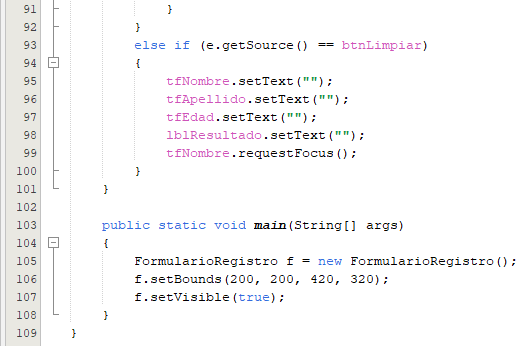 91 }
92 }
93 else if (e.getSource() == btnLimpiar)
94 {
95 tfNombre.setText("");
96 tfApellido.setText("");
97 tfEdad.setText("");
98 lblResultado.setText("");
99 tfNombre.requestFocus();
100 }
101 }
102
103 public static void main(String[] args)
104 {
105 FormularioRegistro f = new FormularioRegistro();
106 f.setBounds(200, 200, 420, 320);
107 f.setVisible(true);
108 }
109 }